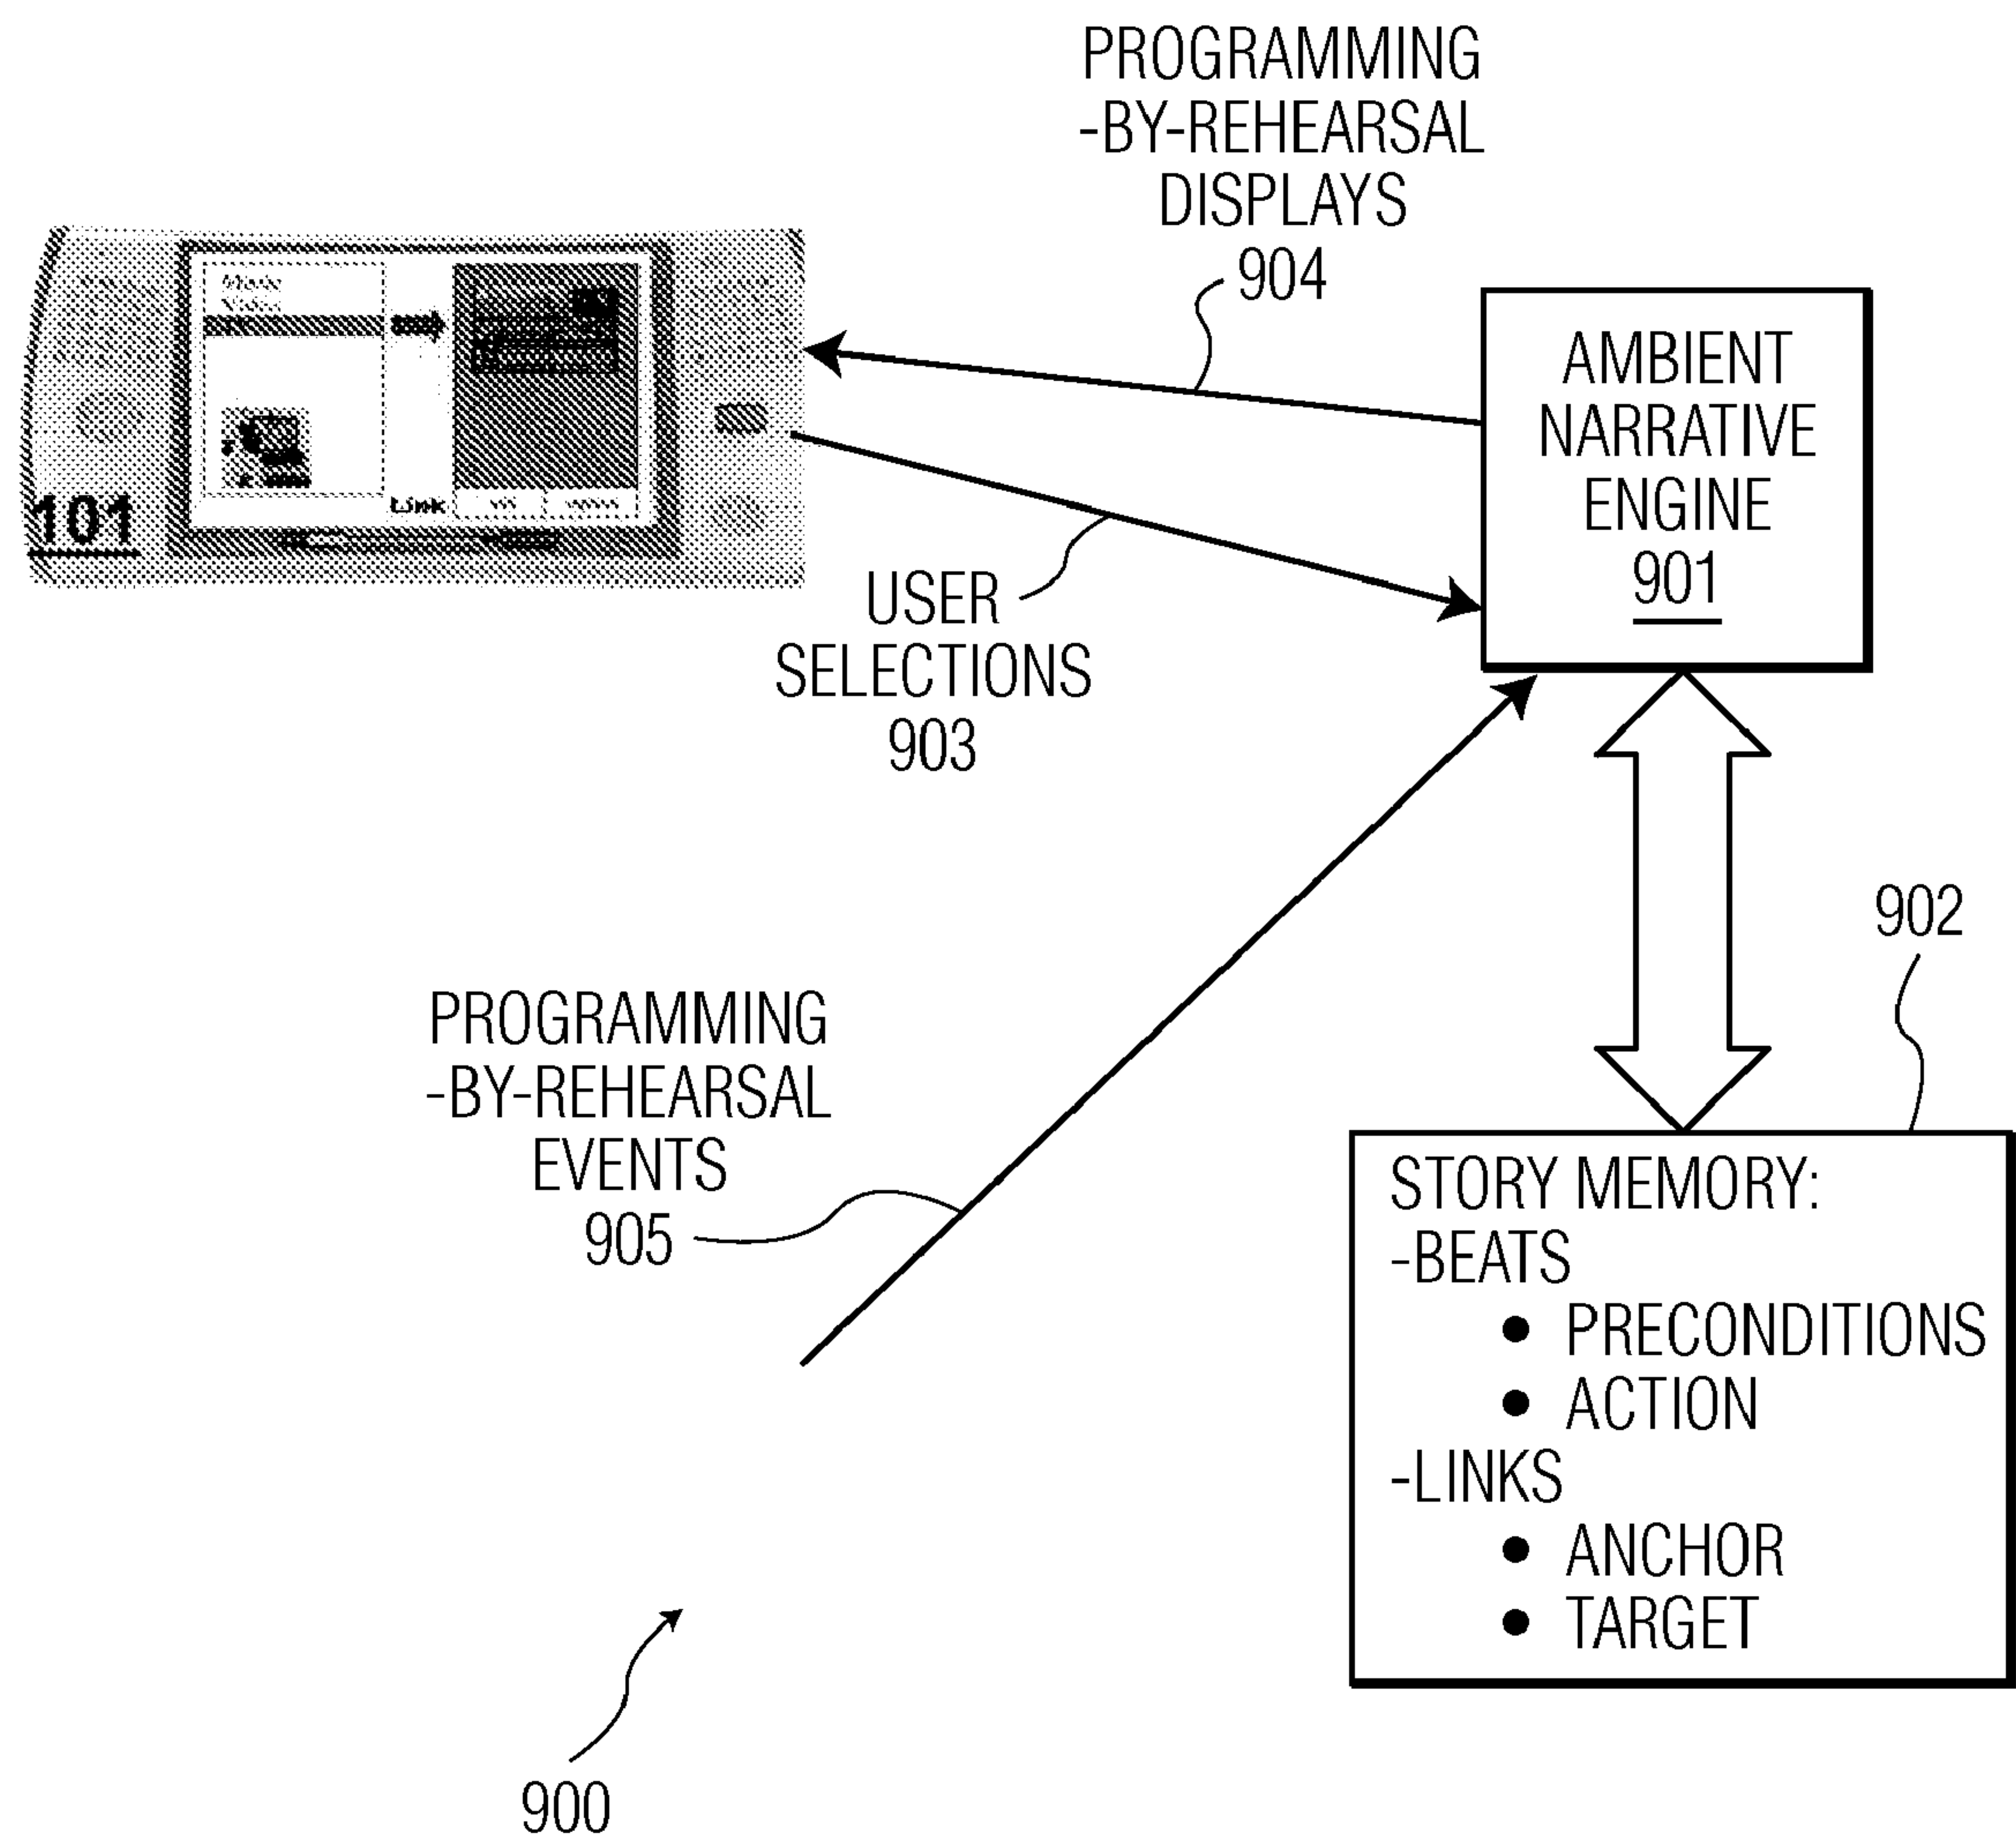 PROGRAMMING
-BY-REHEARSAL
DISPLAYS
904
101
Link
USER
SELECTIONS
903
AMBIENT
NARRATIVE
ENGINE
901
902
PROGRAMMING
-BY-REHEARSAL
EVENTS
905
STORY MEMORY:
-BEATS
● PRECONDITIONS
● ACTION
-LINKS
● ANCHOR
● TARGET
900